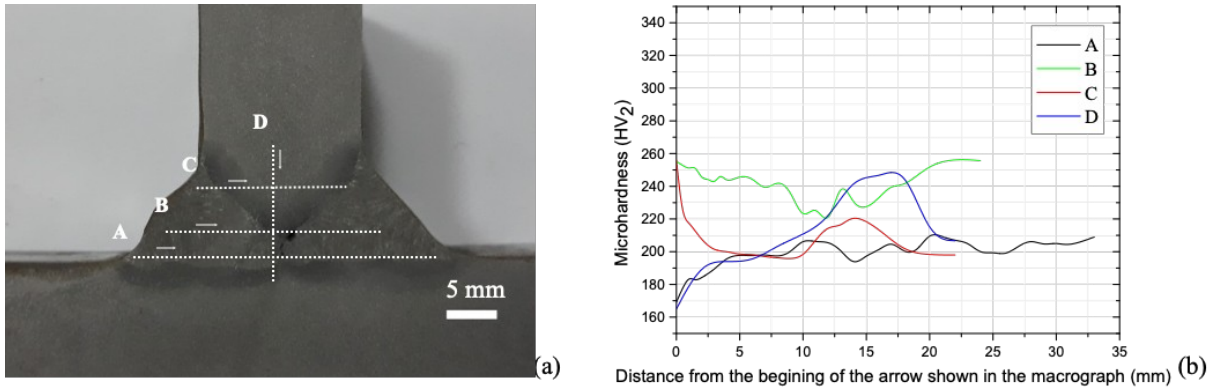 D
C
B
A
5 mm
(a)
Microhardness (HV2)
340
320
300
280
260
240
220
200
180
160
0 5 10 15 20 25 30 35
A
B
C
D
Distance from the begining of the arrow shown in the macrograph (mm)
(b)